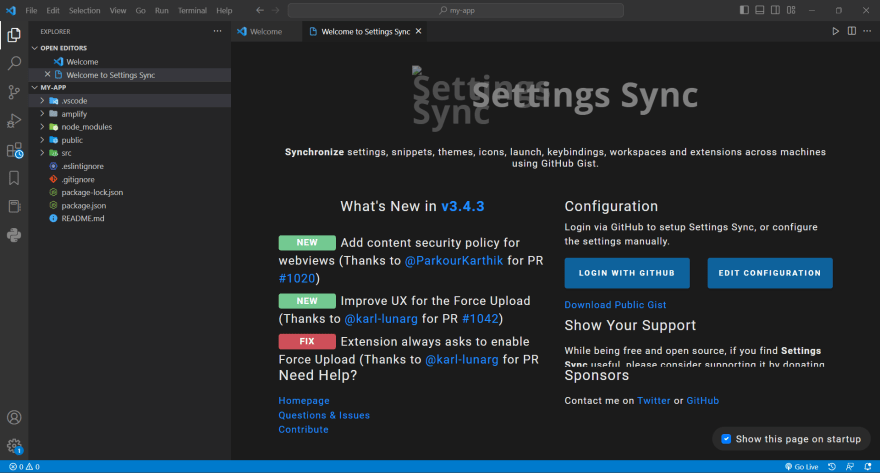 File Edit Selection View Go Run Terminal Help
my-app
EXPLORER
OPEN EDITORS
Welcome
Welcome to Settings Sync
MY-APP
.vscode
amplify
node_modules
public
src
.eslintignore
.gitignore
package-lock.json
package.json
README.md
Welcome
Welcome to Settings Sync
Settings
Sync
Settings Sync
Synchronize settings, snippets, themes, icons, launch, keybindings, workspaces and extensions across machines
using GitHub Gist.
What's New in v3.4.3
NEW Add content security policy for
webviews (Thanks to @ParkourKarthik for PR
#1020)
NEW Improve UX for the Force Upload
(Thanks to @karl-lunarg for PR #1042)
FIX Extension always asks to enable
Force Upload (Thanks to @karl-lunarg for PR
Need Help?
Homepage
Questions & Issues
Contribute
Configuration
Login via GitHub to setup Settings Sync, or configure
the settings manually.
LOGIN WITH GITHUB
EDIT CONFIGURATION
Download Public Gist
Show Your Support
While being free and open source, if you find Settings
Sync useful, please consider supporting it by donating
Sponsors
Contact me on Twitter or GitHub
Show this page on startup
1
0 0
Go Live